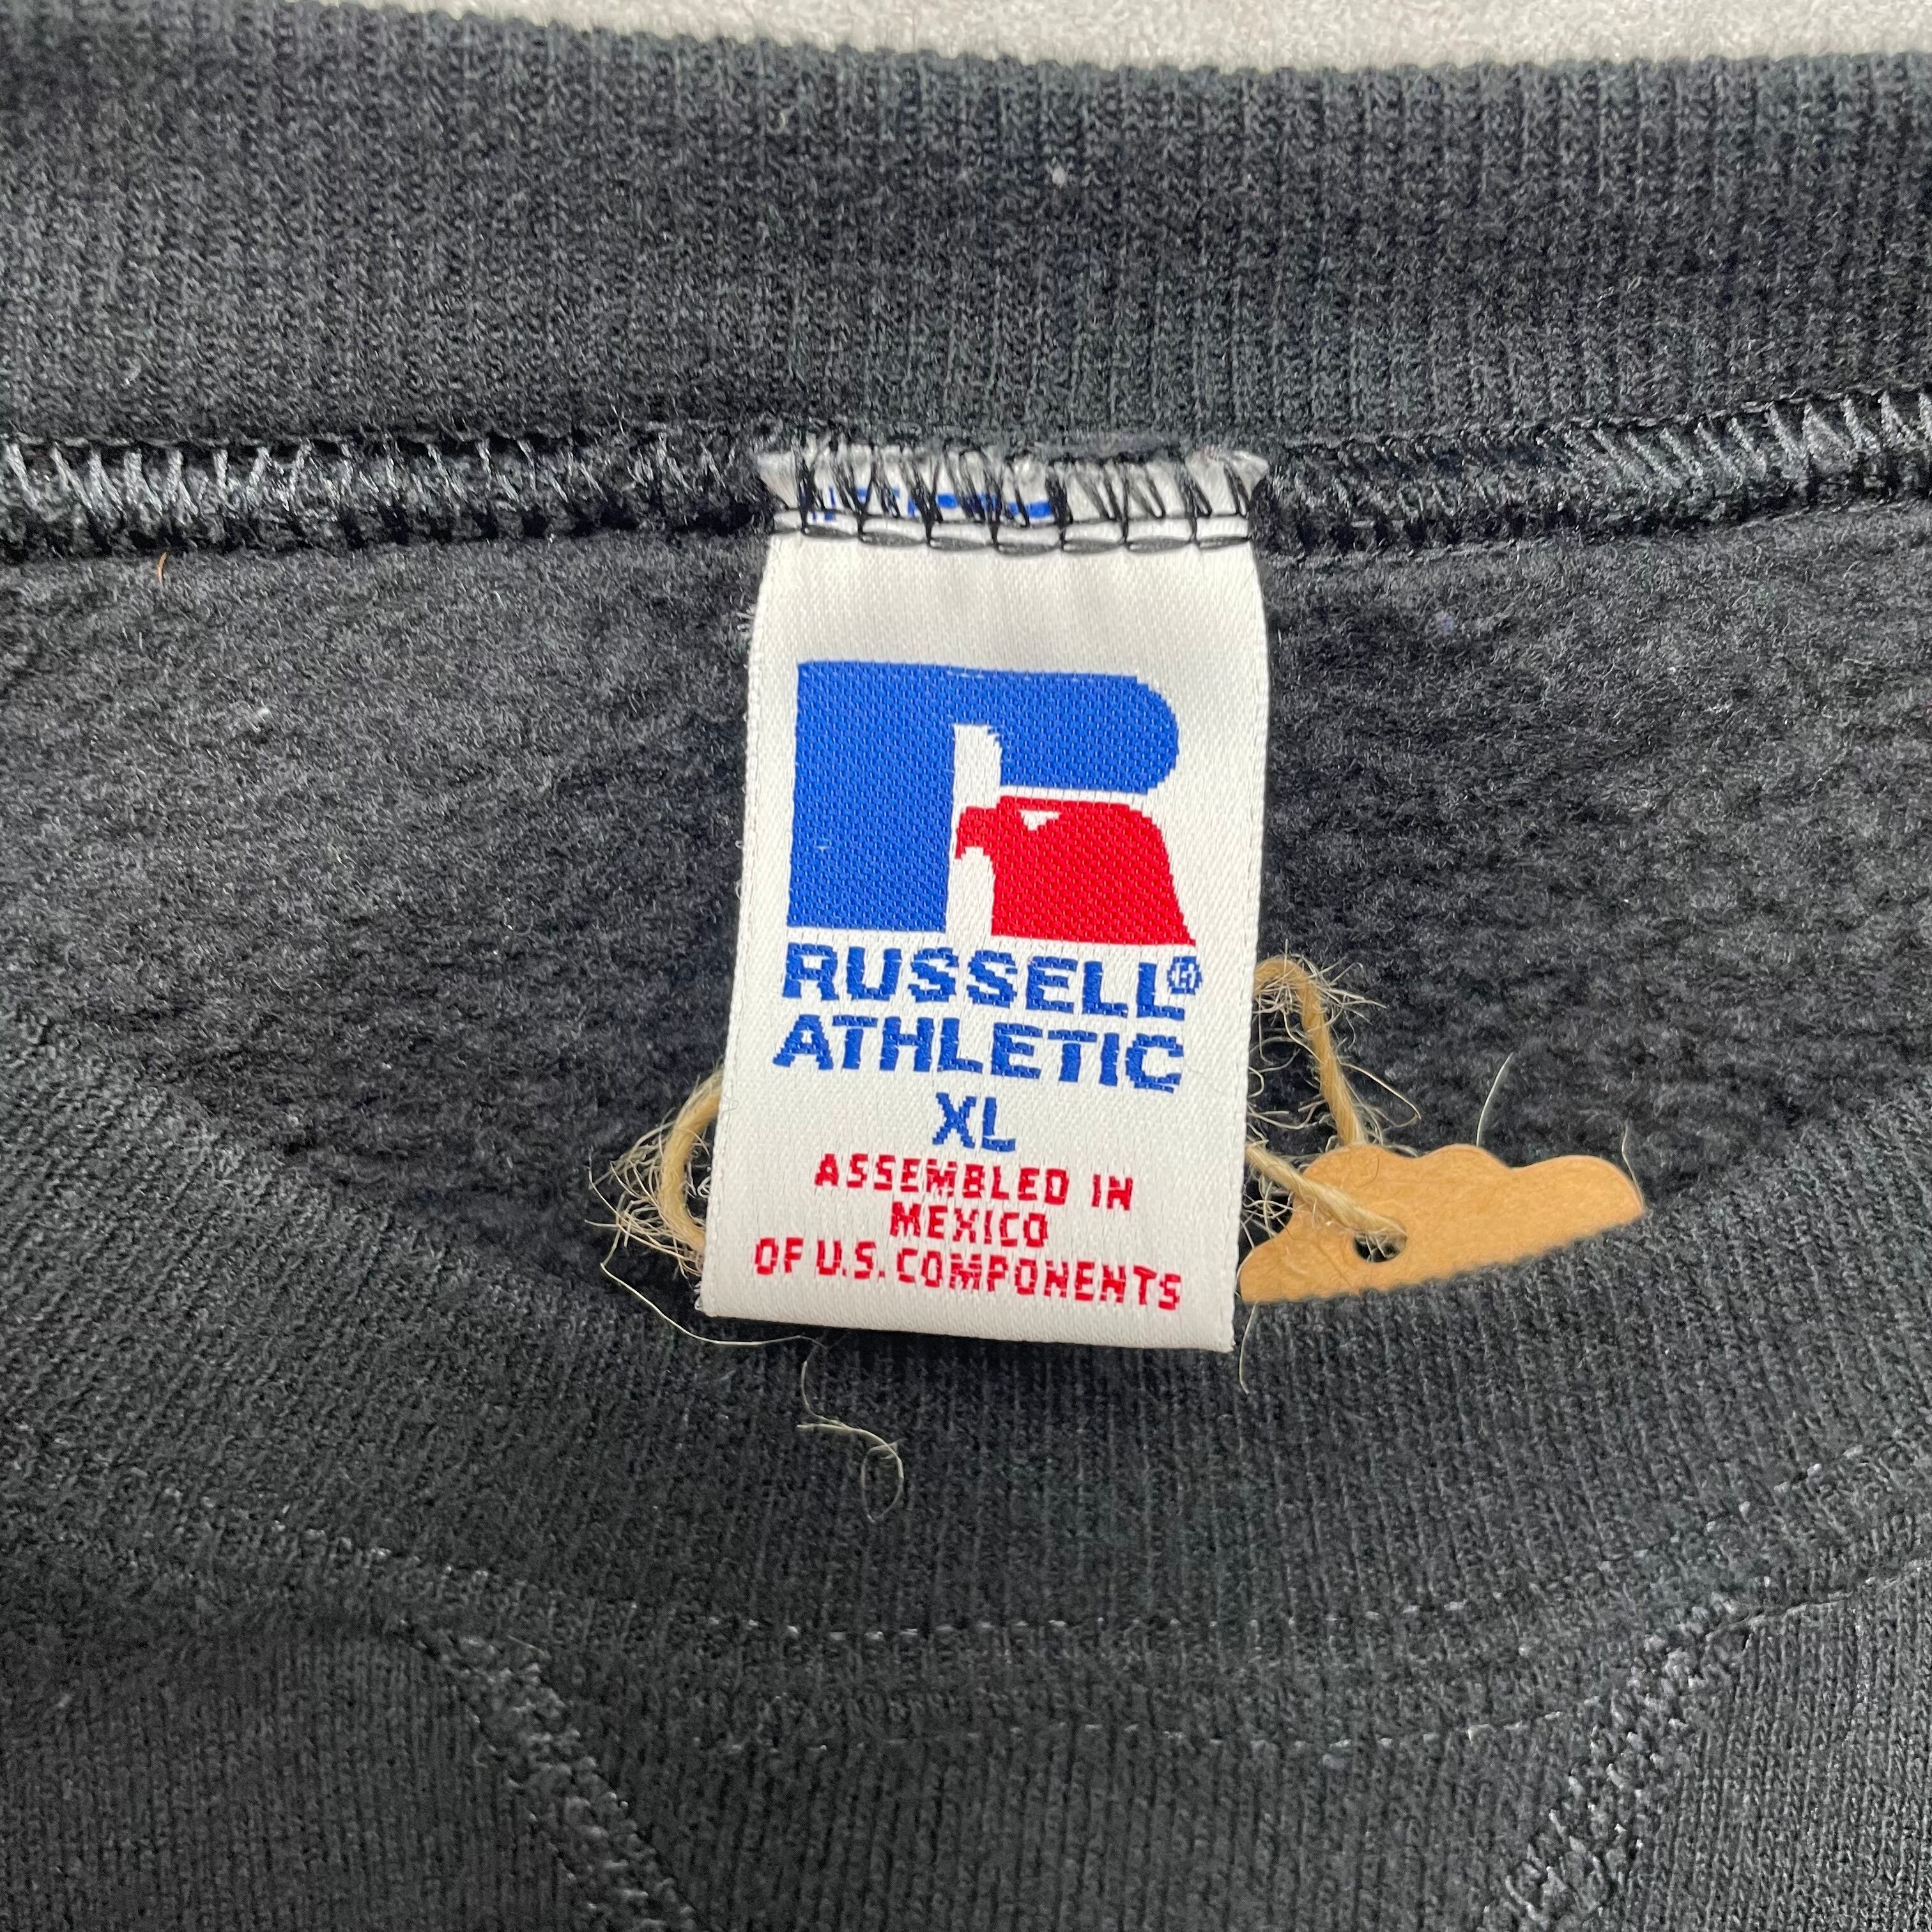 RUSSELL®
ATHLETIC
XL
ASSEMBLED IN
MEXICO
OF U.S. COMPONENTS